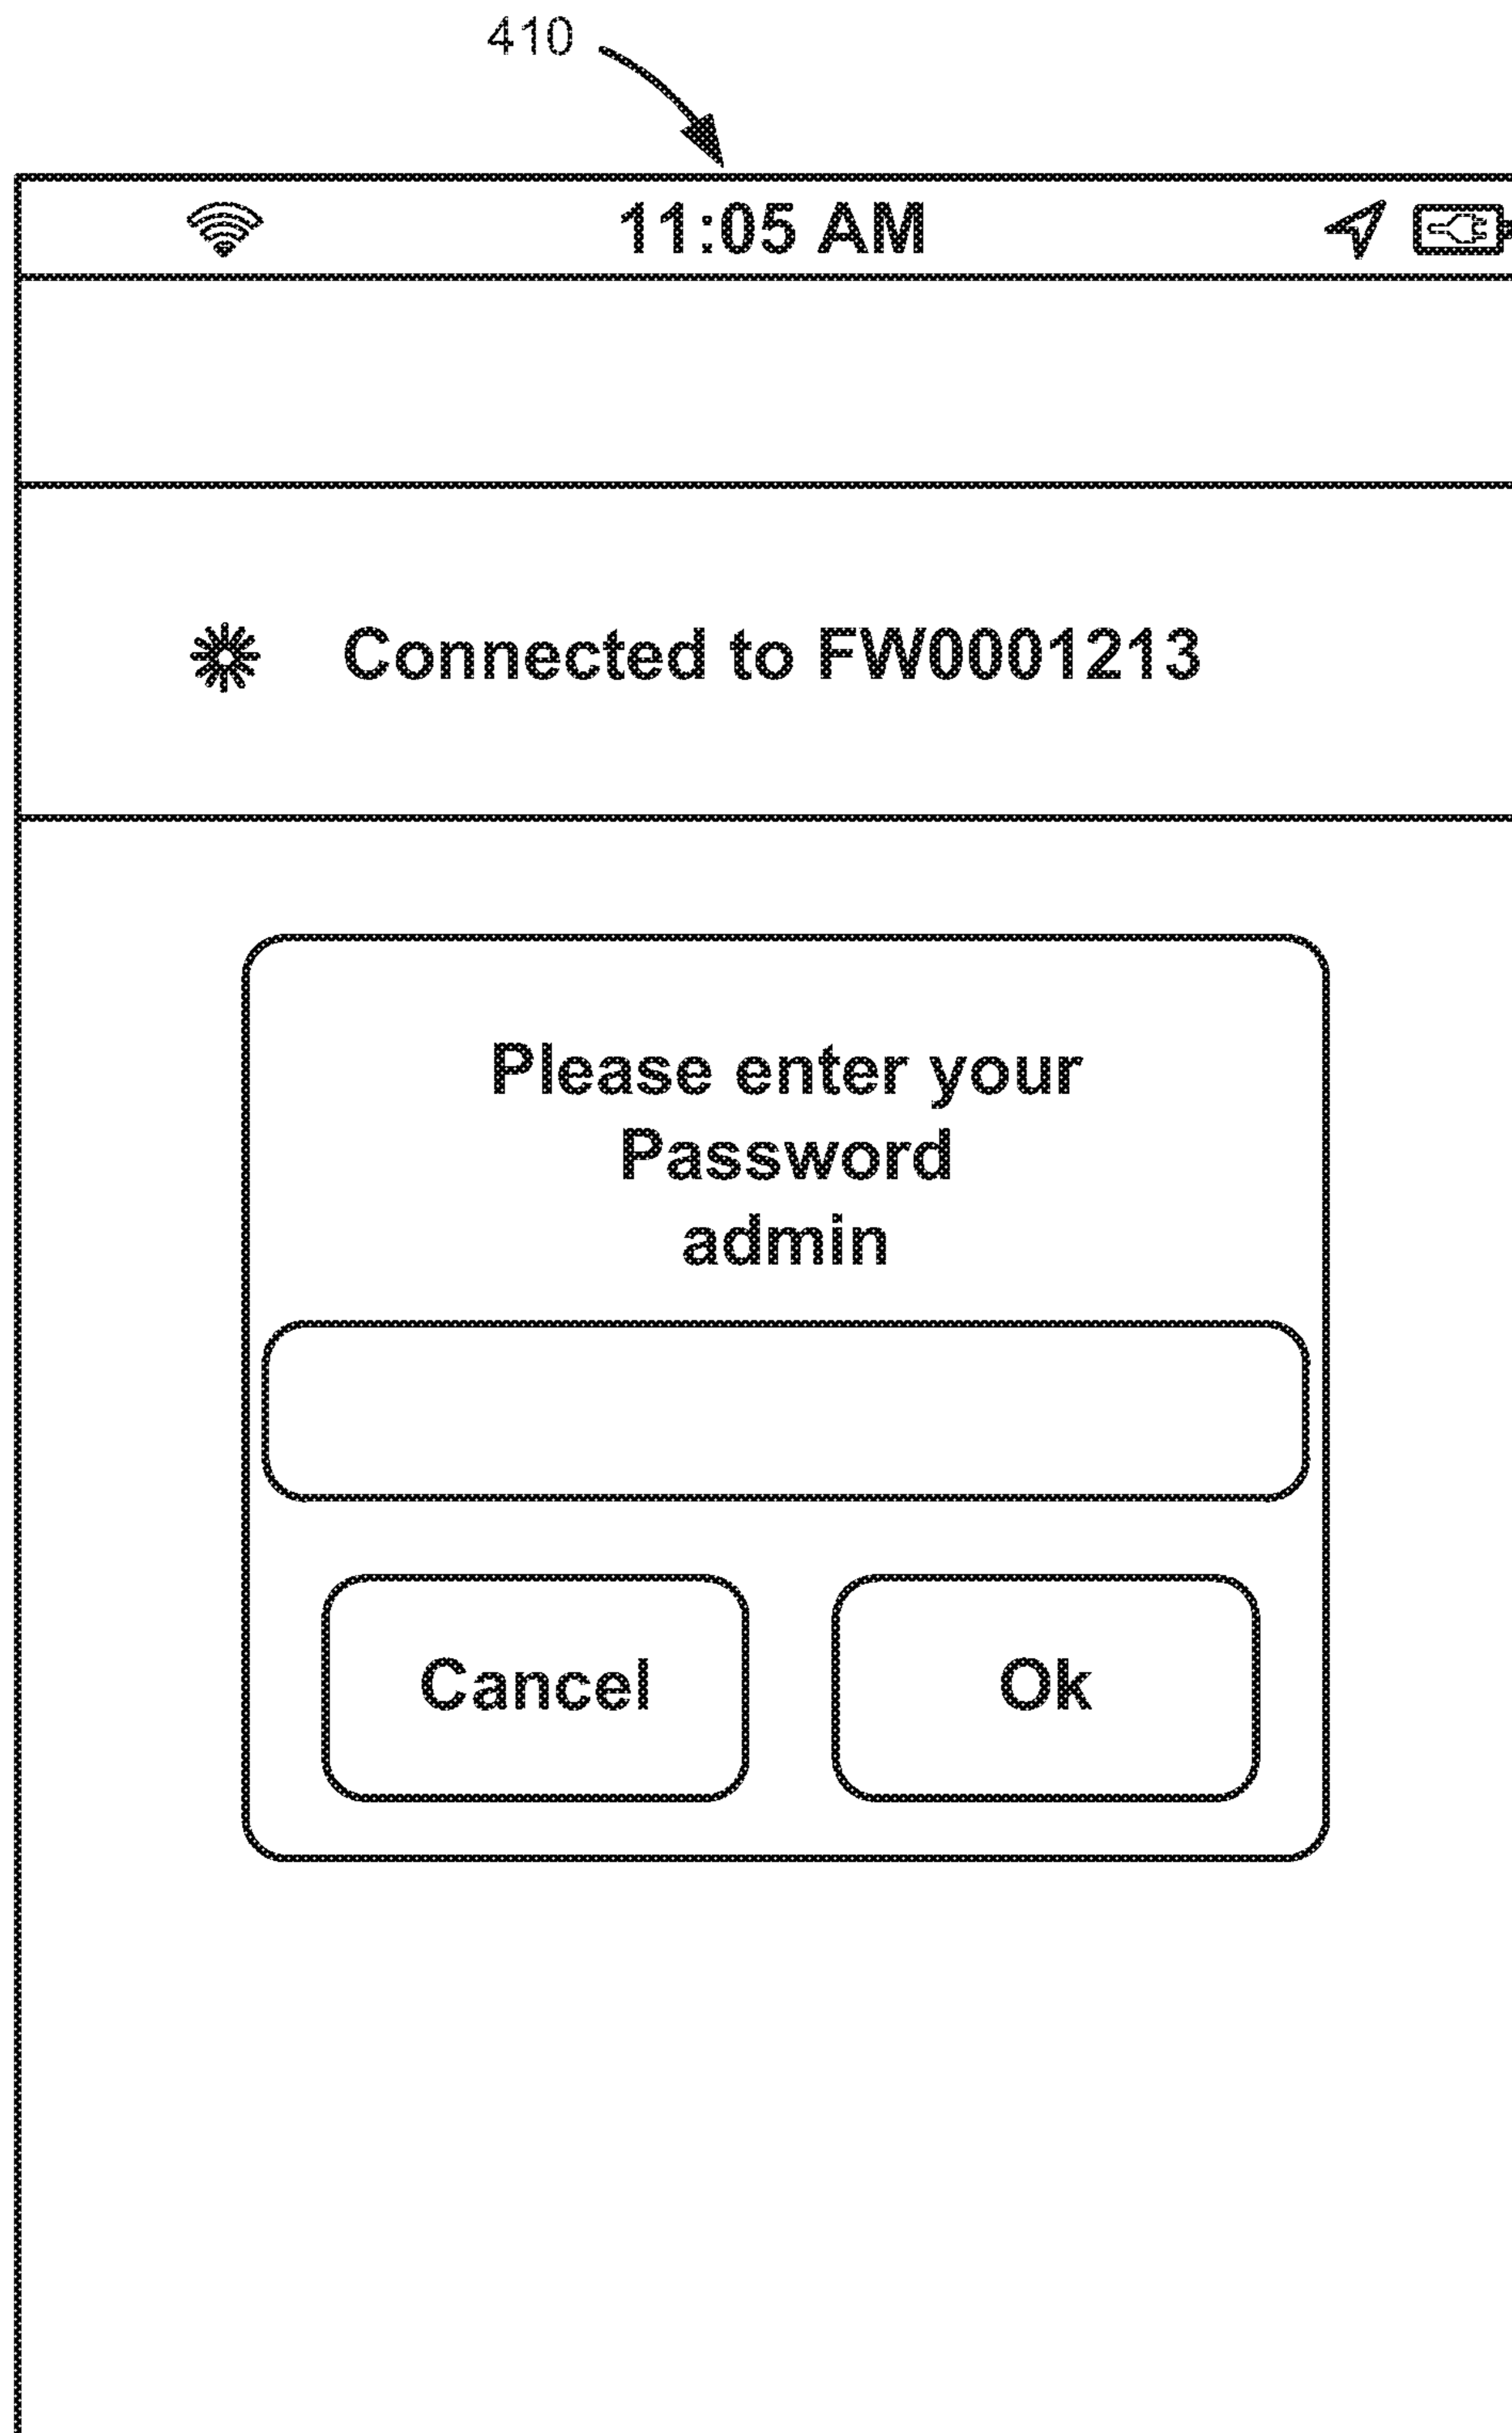 410
11:05 AM
Connected to FW0001213
Please enter your
Password
admin
Cancel Ok